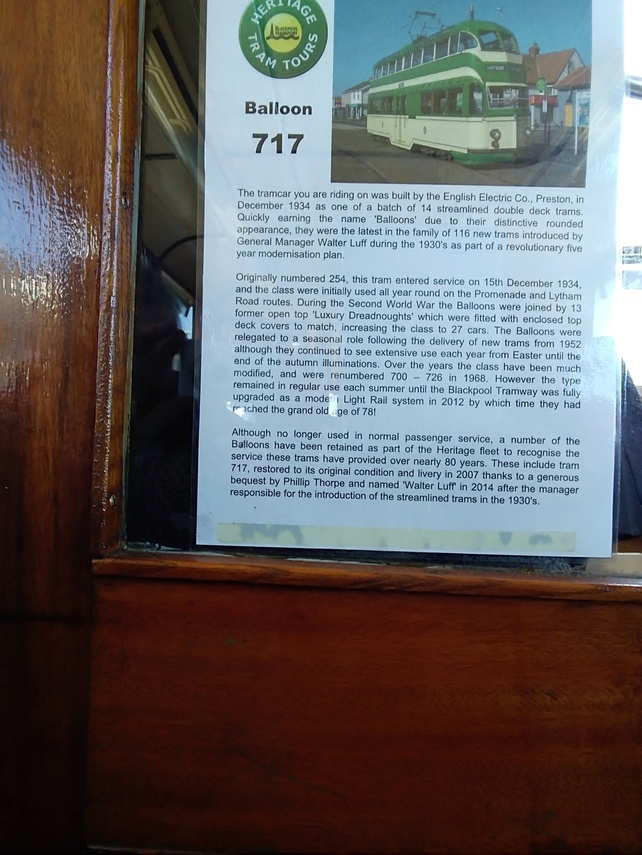 HERITAGE
BLACKPOOL
TRANSPORT
TRAM TOURS
Balloon
717
The tramcar you are riding on was built by the English Electric Co., Preston, in
December 1934 as one of a batch of 14 streamlined double deck trams.
Quickly earning the name 'Balloons' due to their distinctive rounded
appearance, they were the latest in the family of 116 new trams introduced by
General Manager Walter Luff during the 1930's as part of a revolutionary five
year modernisation plan.
Originally numbered 254, this tram entered service on 15th December 1934,
and the class were initially used all year round on the Promenade and Lytham
Road routes. During the Second World War the Balloons were joined by 13
former open top 'Luxury Dreadnoughts' which were fitted with enclosed top
deck covers to match, increasing the class to 27 cars. The Balloons were
relegated to a seasonal role following the delivery of new trams from 1952
although they continued to see extensive use each year from Easter until the
end of the autumn illuminations. Over the years the class have been much
modified, and were renumbered 700 – 726 in 1968. However the type
remained in regular use each summer until the Blackpool Tramway was fully
upgraded as a modern Light Rail system in 2012 by which time they had
reached the grand old age of 78!
Although no longer used in normal passenger service, a number of the
Balloons have been retained as part of the Heritage fleet to recognise the
service these trams have provided over nearly 80 years. These include tram
717, restored to its original condition and livery in 2007 thanks to a generous
bequest by Phillip Thorpe and named 'Walter Luff' in 2014 after the manager
responsible for the introduction of the streamlined trams in the 1930's.